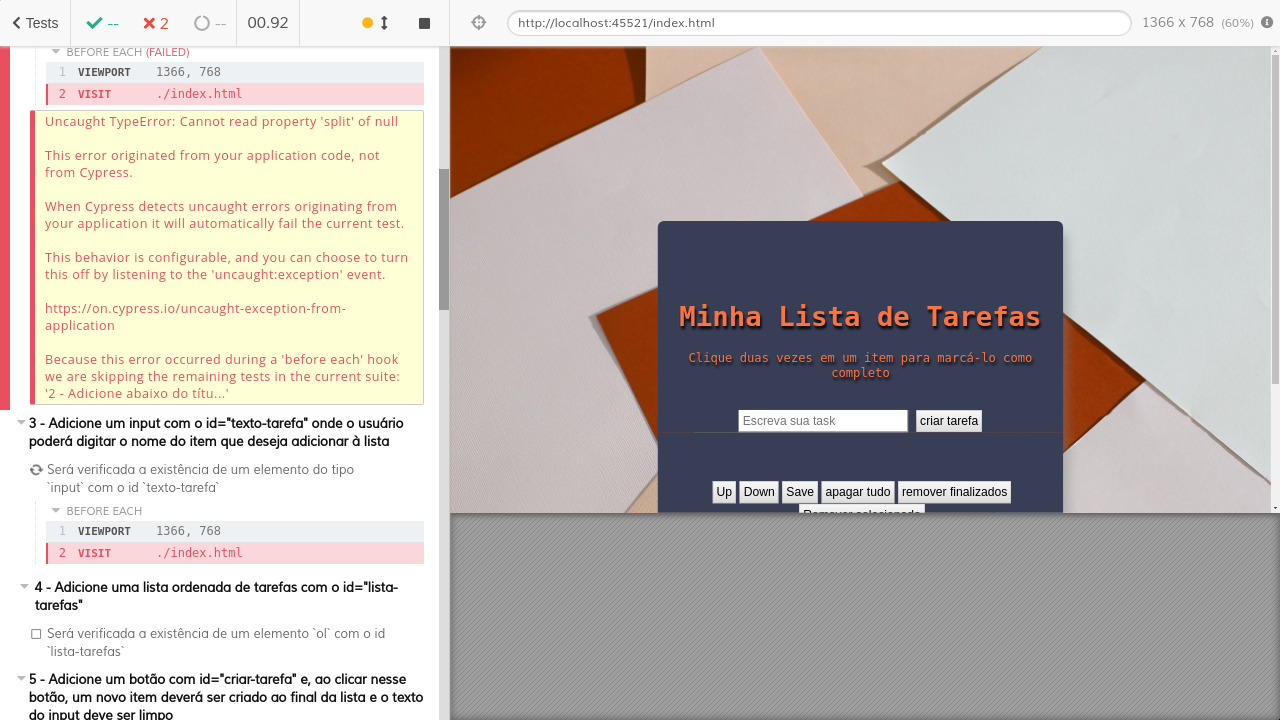 Tests
--
2
--
00.92
http://localhost:45521/index.html
1366 x 768 (60%)
BEFORE EACH (FAILED)
1 VIEWPORT 1366, 768
2 VISIT ./index.html
Uncaught TypeError: Cannot read property 'split' of null
This error originated from your application code, not
from Cypress.
When Cypress detects uncaught errors originating from
your application it will automatically fail the current test.
This behavior is configurable, and you can choose to turn
this off by listening to the 'uncaught:exception' event.
https://on.cypress.io/uncaught-exception-from-
application
Because this error occurred during a 'before each' hook
we are skipping the remaining tests in the current suite:
'2 - Adicione abaixo do títu...'
3 - Adicione um input com o id="texto-tarefa" onde o usuário
poderá digitar o nome do item que deseja adicionar à lista
Será verificada a existência de um elemento do tipo
`input` com o id `texto-tarefa`
BEFORE EACH
1 VIEWPORT 1366, 768
2 VISIT ./index.html
4 - Adicione uma lista ordenada de tarefas com o id="lista-
tarefas"
Será verificada a existência de um elemento `ol` com o id
`lista-tarefas`
5 - Adicione um botão com id="criar-tarefa" e, ao clicar nesse
botão, um novo item deverá ser criado ao final da lista e o texto
do input deve ser limpo
Minha Lista de Tarefas
Clique duas vezes em um item para marcá-lo como
completo
Escreva sua task criar tarefa
Up Down Save apagar tudo remover finalizados
Remover selecionado